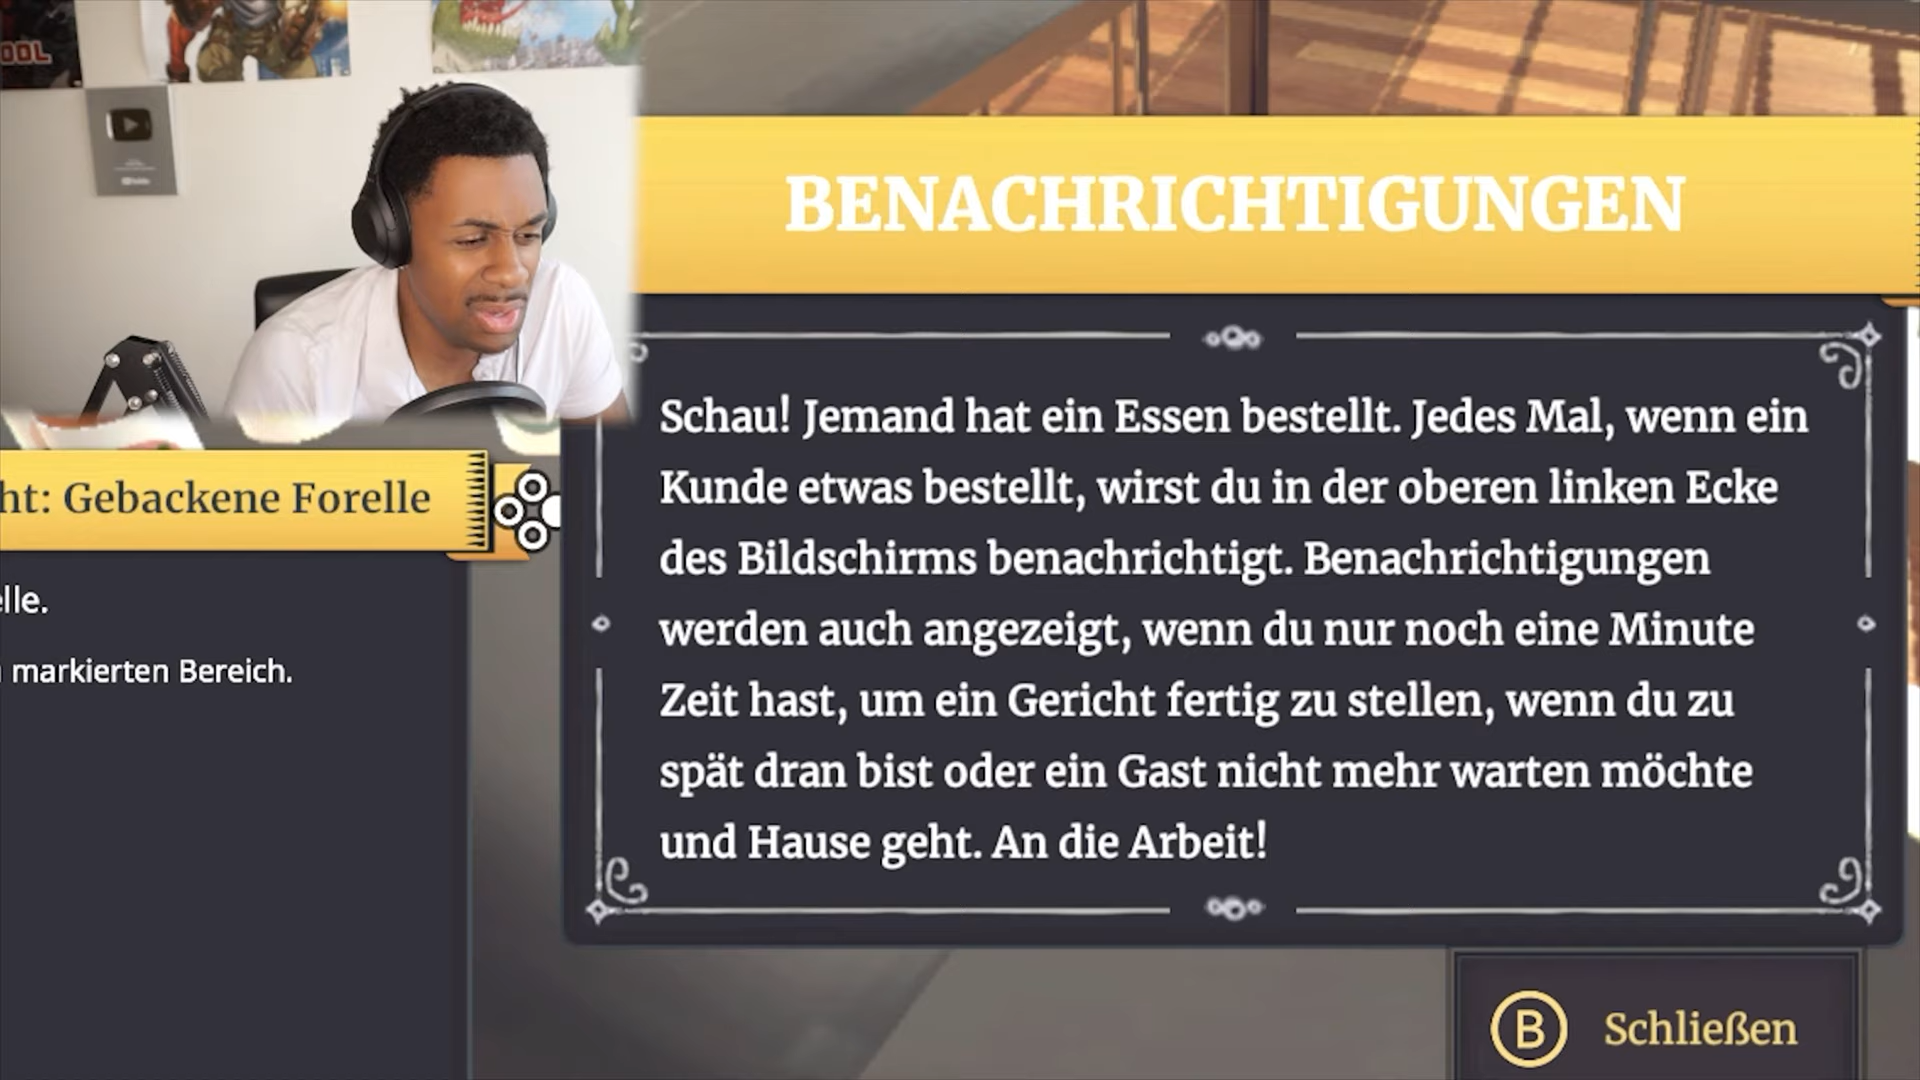 OOL
BENACHRICHTIGUNGEN
Schau! Jemand hat ein Essen bestellt. Jedes Mal, wenn ein
Kunde etwas bestellt, wirst du in der oberen linken Ecke
des Bildschirms benachrichtigt. Benachrichtigungen
werden auch angezeigt, wenn du nur noch eine Minute
Zeit hast, um ein Gericht fertig zu stellen, wenn du zu
spät dran bist oder ein Gast nicht mehr warten möchte
und Hause geht. An die Arbeit!
ht: Gebackene Forelle
elle.
markierten Bereich.
B Schließen